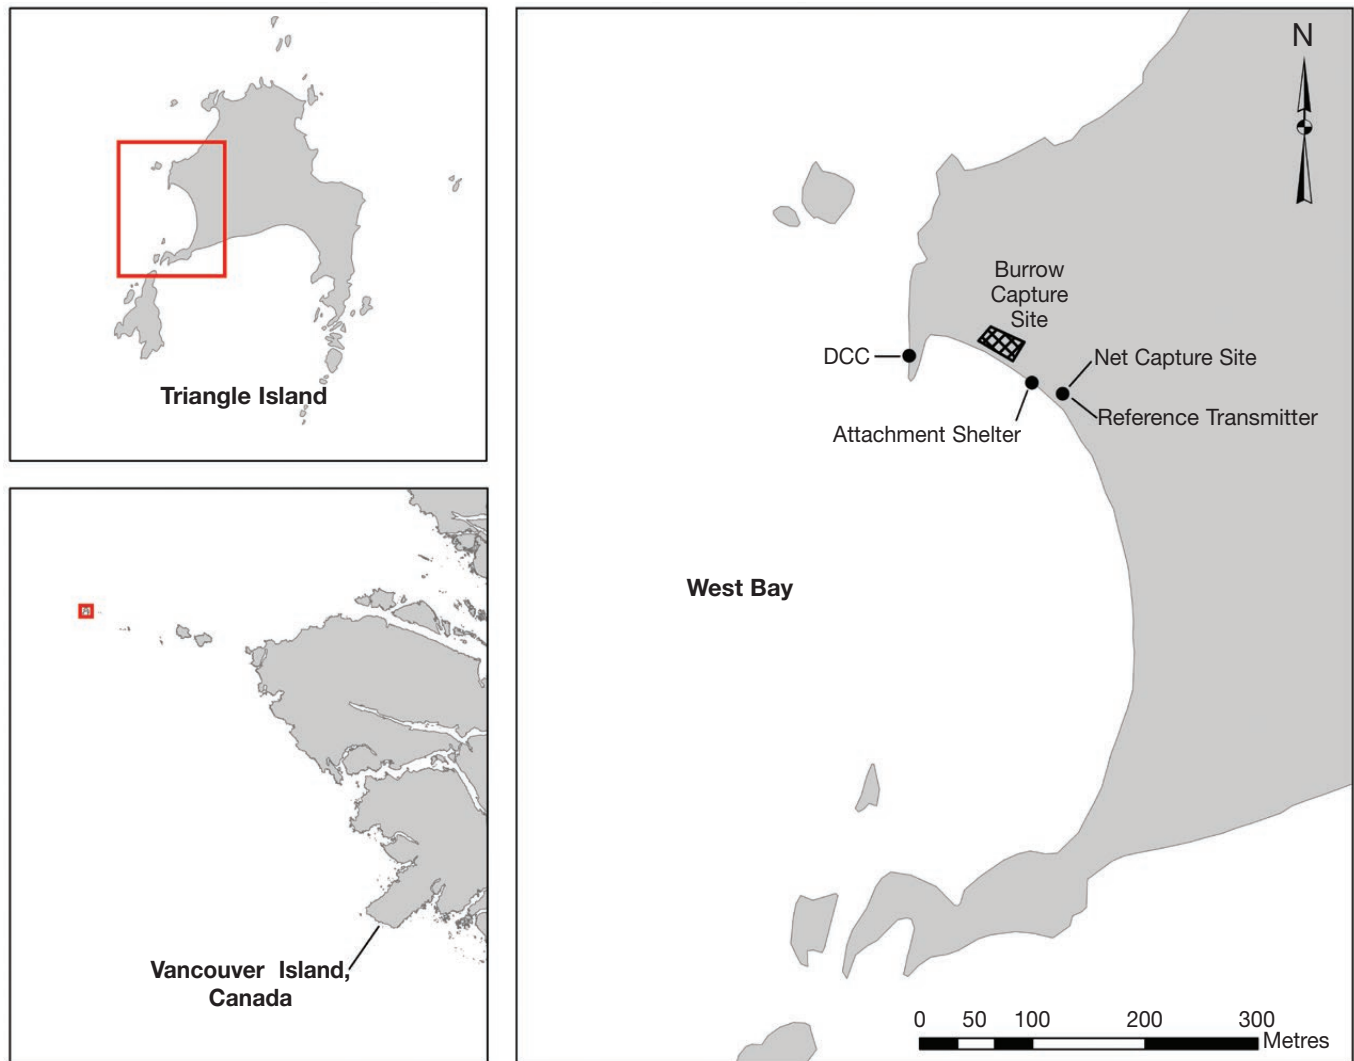 Triangle Island
Vancouver Island,
Canada
N
Burrow
Capture
Site
DCC
Net Capture Site
Attachment Shelter
Reference Transmitter
West Bay
0 50 100 200 300
Metres